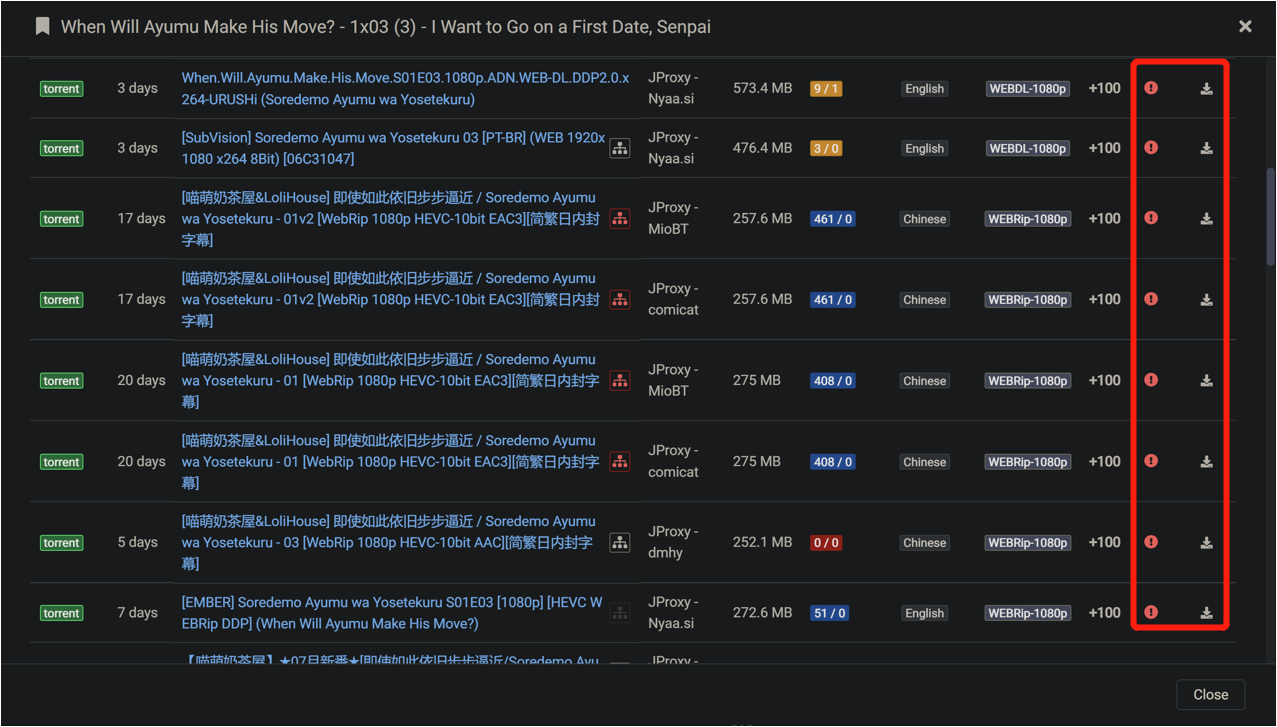 When Will Ayumu Make His Move? - 1x03 (3) - I Want to Go on a First Date, Senpai
torrent 3 days When.Will.Ayumu.Make.His.Move.S01E03.1080p.ADN.WEB-DL.DDP2.0.x JProxy - 573.4 MB 9 / 1 English WEBDL-1080p +100
264-URUSHi (Soredemo Ayumu wa Yosetekuru) Nyaa.si
torrent 3 days [SubVision] Soredemo Ayumu wa Yosetekuru 03 [PT-BR] (WEB 1920x JProxy - 476.4 MB 3 / 0 English WEBDL-1080p +100
1080 x264 8Bit) [06C31047] Nyaa.si
[喵萌奶茶屋&LoliHouse] 即使如此依旧步步逼近 / Soredemo Ayumu JProxy -
torrent 17 days wa Yosetekuru - 01v2 [WebRip 1080p HEVC-10bit EAC3][简繁日内封 MioBT 257.6 MB 461 / 0 Chinese WEBRip-1080p +100
字幕]
[喵萌奶茶屋&LoliHouse] 即使如此依旧步步逼近 / Soredemo Ayumu JProxy -
torrent 17 days wa Yosetekuru - 01v2 [WebRip 1080p HEVC-10bit EAC3][简繁日内封 comicat 257.6 MB 461 / 0 Chinese WEBRip-1080p +100
字幕]
[喵萌奶茶屋&LoliHouse] 即使如此依旧步步逼近 / Soredemo Ayumu JProxy -
torrent 20 days wa Yosetekuru - 01 [WebRip 1080p HEVC-10bit EAC3][简繁日内封字 MioBT 275 MB 408 / 0 Chinese WEBRip-1080p +100
幕]
[喵萌奶茶屋&LoliHouse] 即使如此依旧步步逼近 / Soredemo Ayumu JProxy -
torrent 20 days wa Yosetekuru - 01 [WebRip 1080p HEVC-10bit EAC3][简繁日内封字 comicat 275 MB 408 / 0 Chinese WEBRip-1080p +100
幕]
[喵萌奶茶屋&LoliHouse] 即使如此依旧步步逼近 / Soredemo Ayumu JProxy -
torrent 5 days wa Yosetekuru - 03 [WebRip 1080p HEVC-10bit AAC][简繁日内封字 dmhy 252.1 MB 0 / 0 Chinese WEBRip-1080p +100
幕]
torrent 7 days [EMBER] Soredemo Ayumu wa Yosetekuru S01E03 [1080p] [HEVC W JProxy - 272.6 MB 51 / 0 English WEBRip-1080p +100
EBRip DDP] (When Will Ayumu Make His Move?) Nyaa.si
【喵萌奶茶屋】★07月新番★[即使如此依旧步步逼近/Soredemo Ayu JProxy -
Close